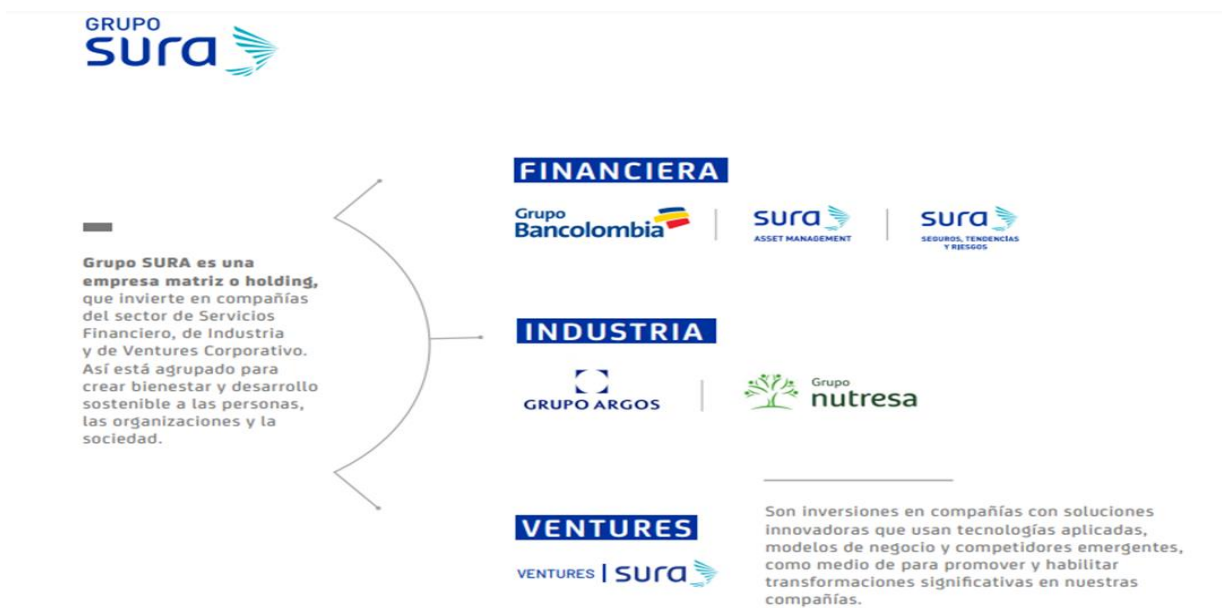 GRUPO
sura
FINANCIERA
Grupo
Bancolombia
sura
ASSET MANAGEMENT
sura
SEGUROS, TENDENCIAS
Y RIESGOS
Grupo SURA es una
empresa matriz o holding,
que invierte en compañías
del sector de Servicios
Financiero, de Industria
y de Ventures Corporativo.
Así está agrupado para
crear bienestar y desarrollo
sostenible a las personas,
las organizaciones y la
sociedad.
INDUSTRIA
GRUPO ARGOS
Grupo
nutresa
VENTURES
VENTURES | sura
Son inversiones en compañías con soluciones
innovadoras que usan tecnologías aplicadas,
modelos de negocio y competidores emergentes,
como medio de para promover y habilitar
transformaciones significativas en nuestras
compañías.